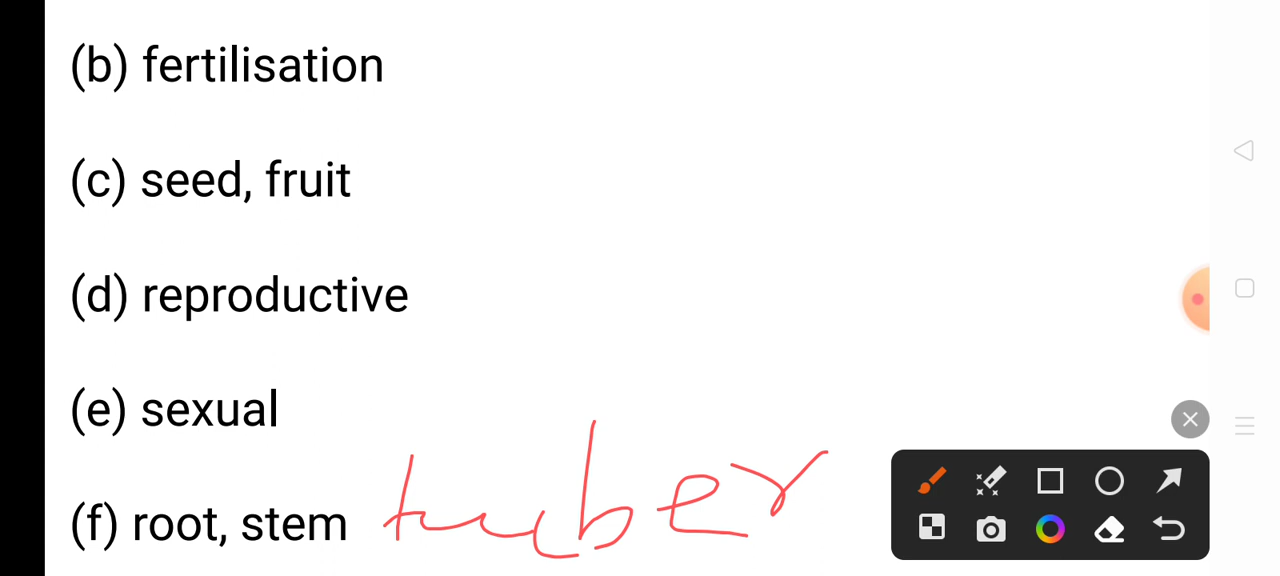 (b) fertilisation
(c) seed, fruit
(d) reproductive
(e) sexual
(f) root, stem tuber